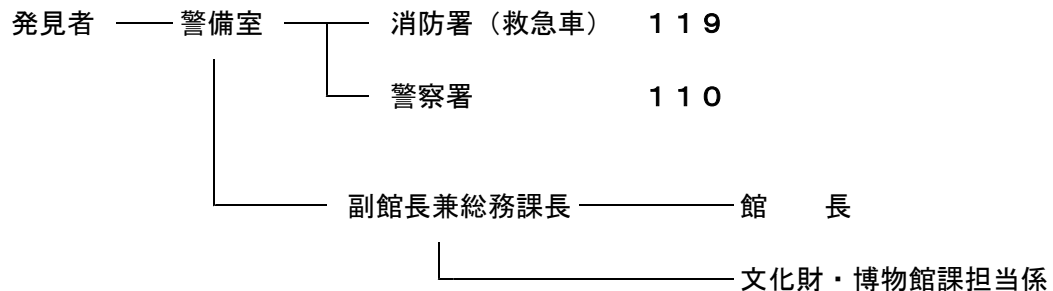 発見者 警備室 消防署（救急車） １１９
警察署 １１０
副館長兼総務課長 館　長
文化財・博物館課担当係